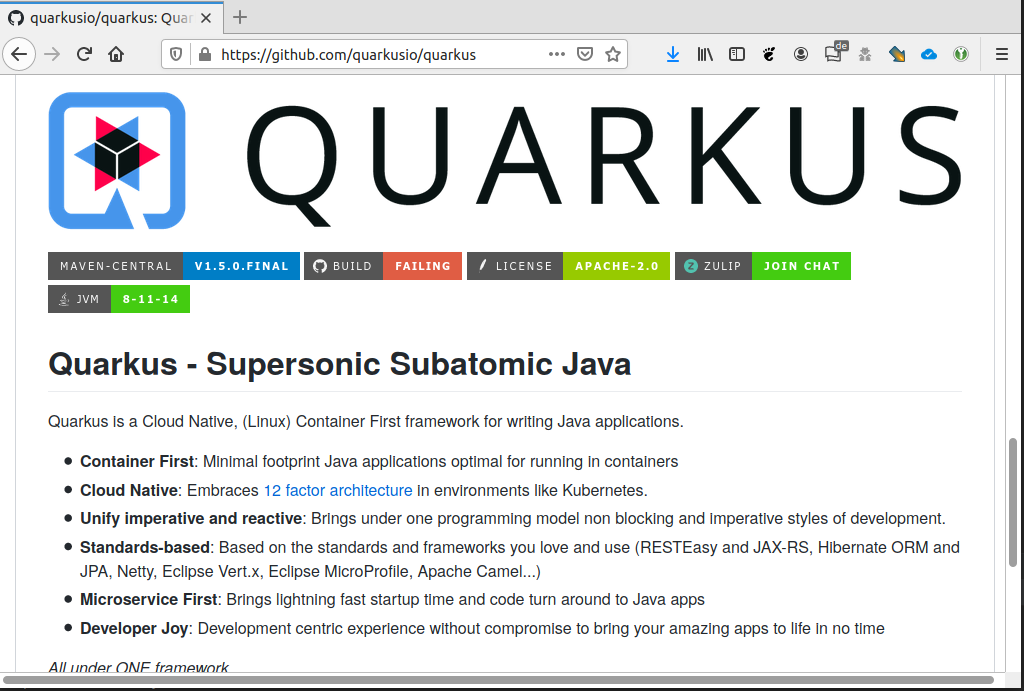 quarkusio/quarkus: Qua
https://github.com/quarkusio/quarkus
de
QUARKUS
MAVEN-CENTRAL V1.5.0.FINAL BUILD FAILING LICENSE APACHE-2.0 Z ZULIP JOIN CHAT
JVM 8-11-14
Quarkus - Supersonic Subatomic Java
Quarkus is a Cloud Native, (Linux) Container First framework for writing Java applications.
Container First: Minimal footprint Java applications optimal for running in containers
Cloud Native: Embraces 12 factor architecture in environments like Kubernetes.
Unify imperative and reactive: Brings under one programming model non blocking and imperative styles of development.
Standards-based: Based on the standards and frameworks you love and use (RESTEasy and JAX-RS, Hibernate ORM and
JPA, Netty, Eclipse Vert.x, Eclipse MicroProfile, Apache Camel...)
Microservice First: Brings lightning fast startup time and code turn around to Java apps
Developer Joy: Development centric experience without compromise to bring your amazing apps to life in no time
All under ONE framework